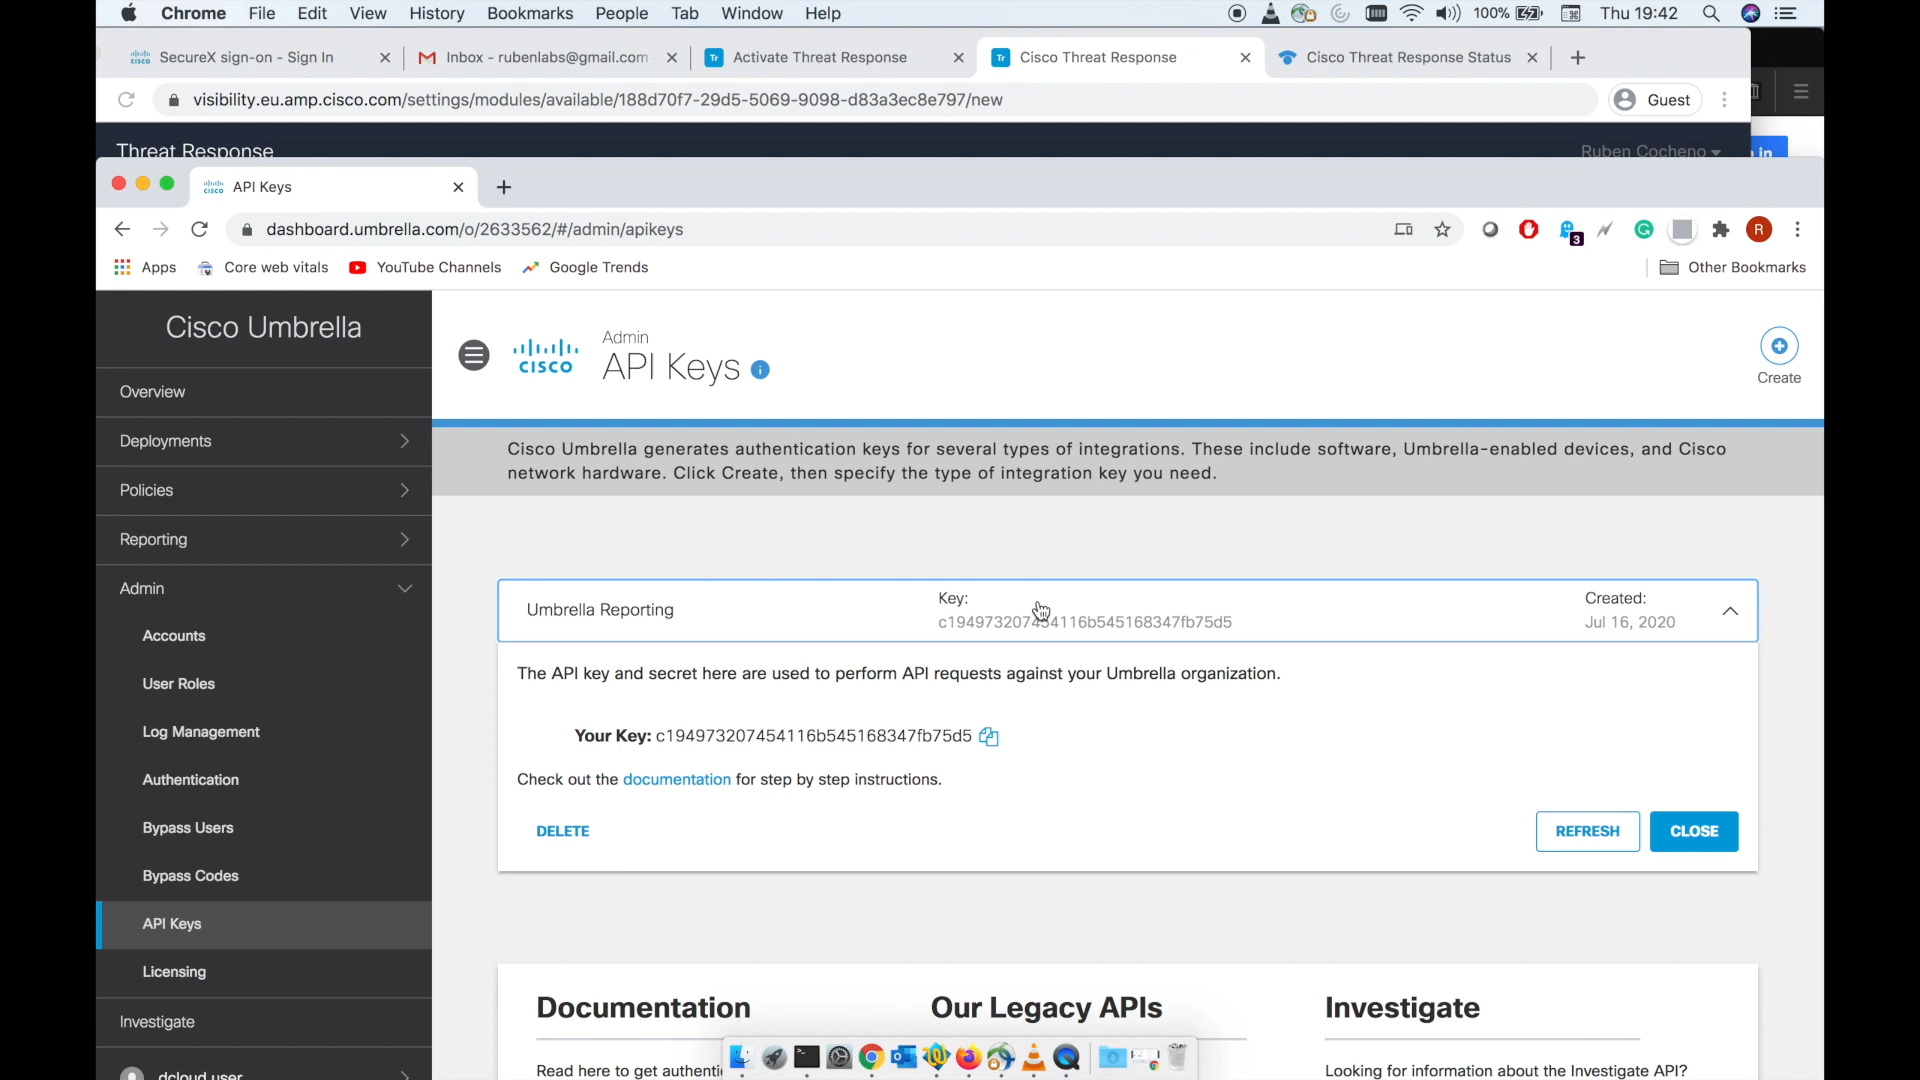 Chrome File Edit View History Bookmarks People Tab Window Help 100% Thu 19:42
SecureX sign-on - Sign In
Inbox - rubenlabs@gmail.com
Activate Threat Response
Cisco Threat Response
Cisco Threat Response Status
visibility.eu.amp.cisco.com/settings/modules/available/188d70f7-29d5-5069-9098-d83a3ec8e797/new
Guest
Threat Response
Ruben Cocheno
in
API Keys
dashboard.umbrella.com/o/2633562/#/admin/apikeys
3
R
Apps Core web vitals YouTube Channels Google Trends Other Bookmarks
Cisco Umbrella
Overview
Deployments
Policies
Reporting
Admin
Accounts
User Roles
Log Management
Authentication
Bypass Users
Bypass Codes
API Keys
Licensing
Investigate
dcloud user
CISCO
Admin
API Keys
Create
Cisco Umbrella generates authentication keys for several types of integrations. These include software, Umbrella-enabled devices, and Cisco
network hardware. Click Create, then specify the type of integration key you need.
Umbrella Reporting
Key:
c194973207454116b545168347fb75d5
Created:
Jul 16, 2020
The API key and secret here are used to perform API requests against your Umbrella organization.
Your Key: c194973207454116b545168347fb75d5
Check out the documentation for step by step instructions.
DELETE
REFRESH
CLOSE
Documentation
Our Legacy APIs
Investigate
Read here to get authenti
Looking for information about the Investigate API?